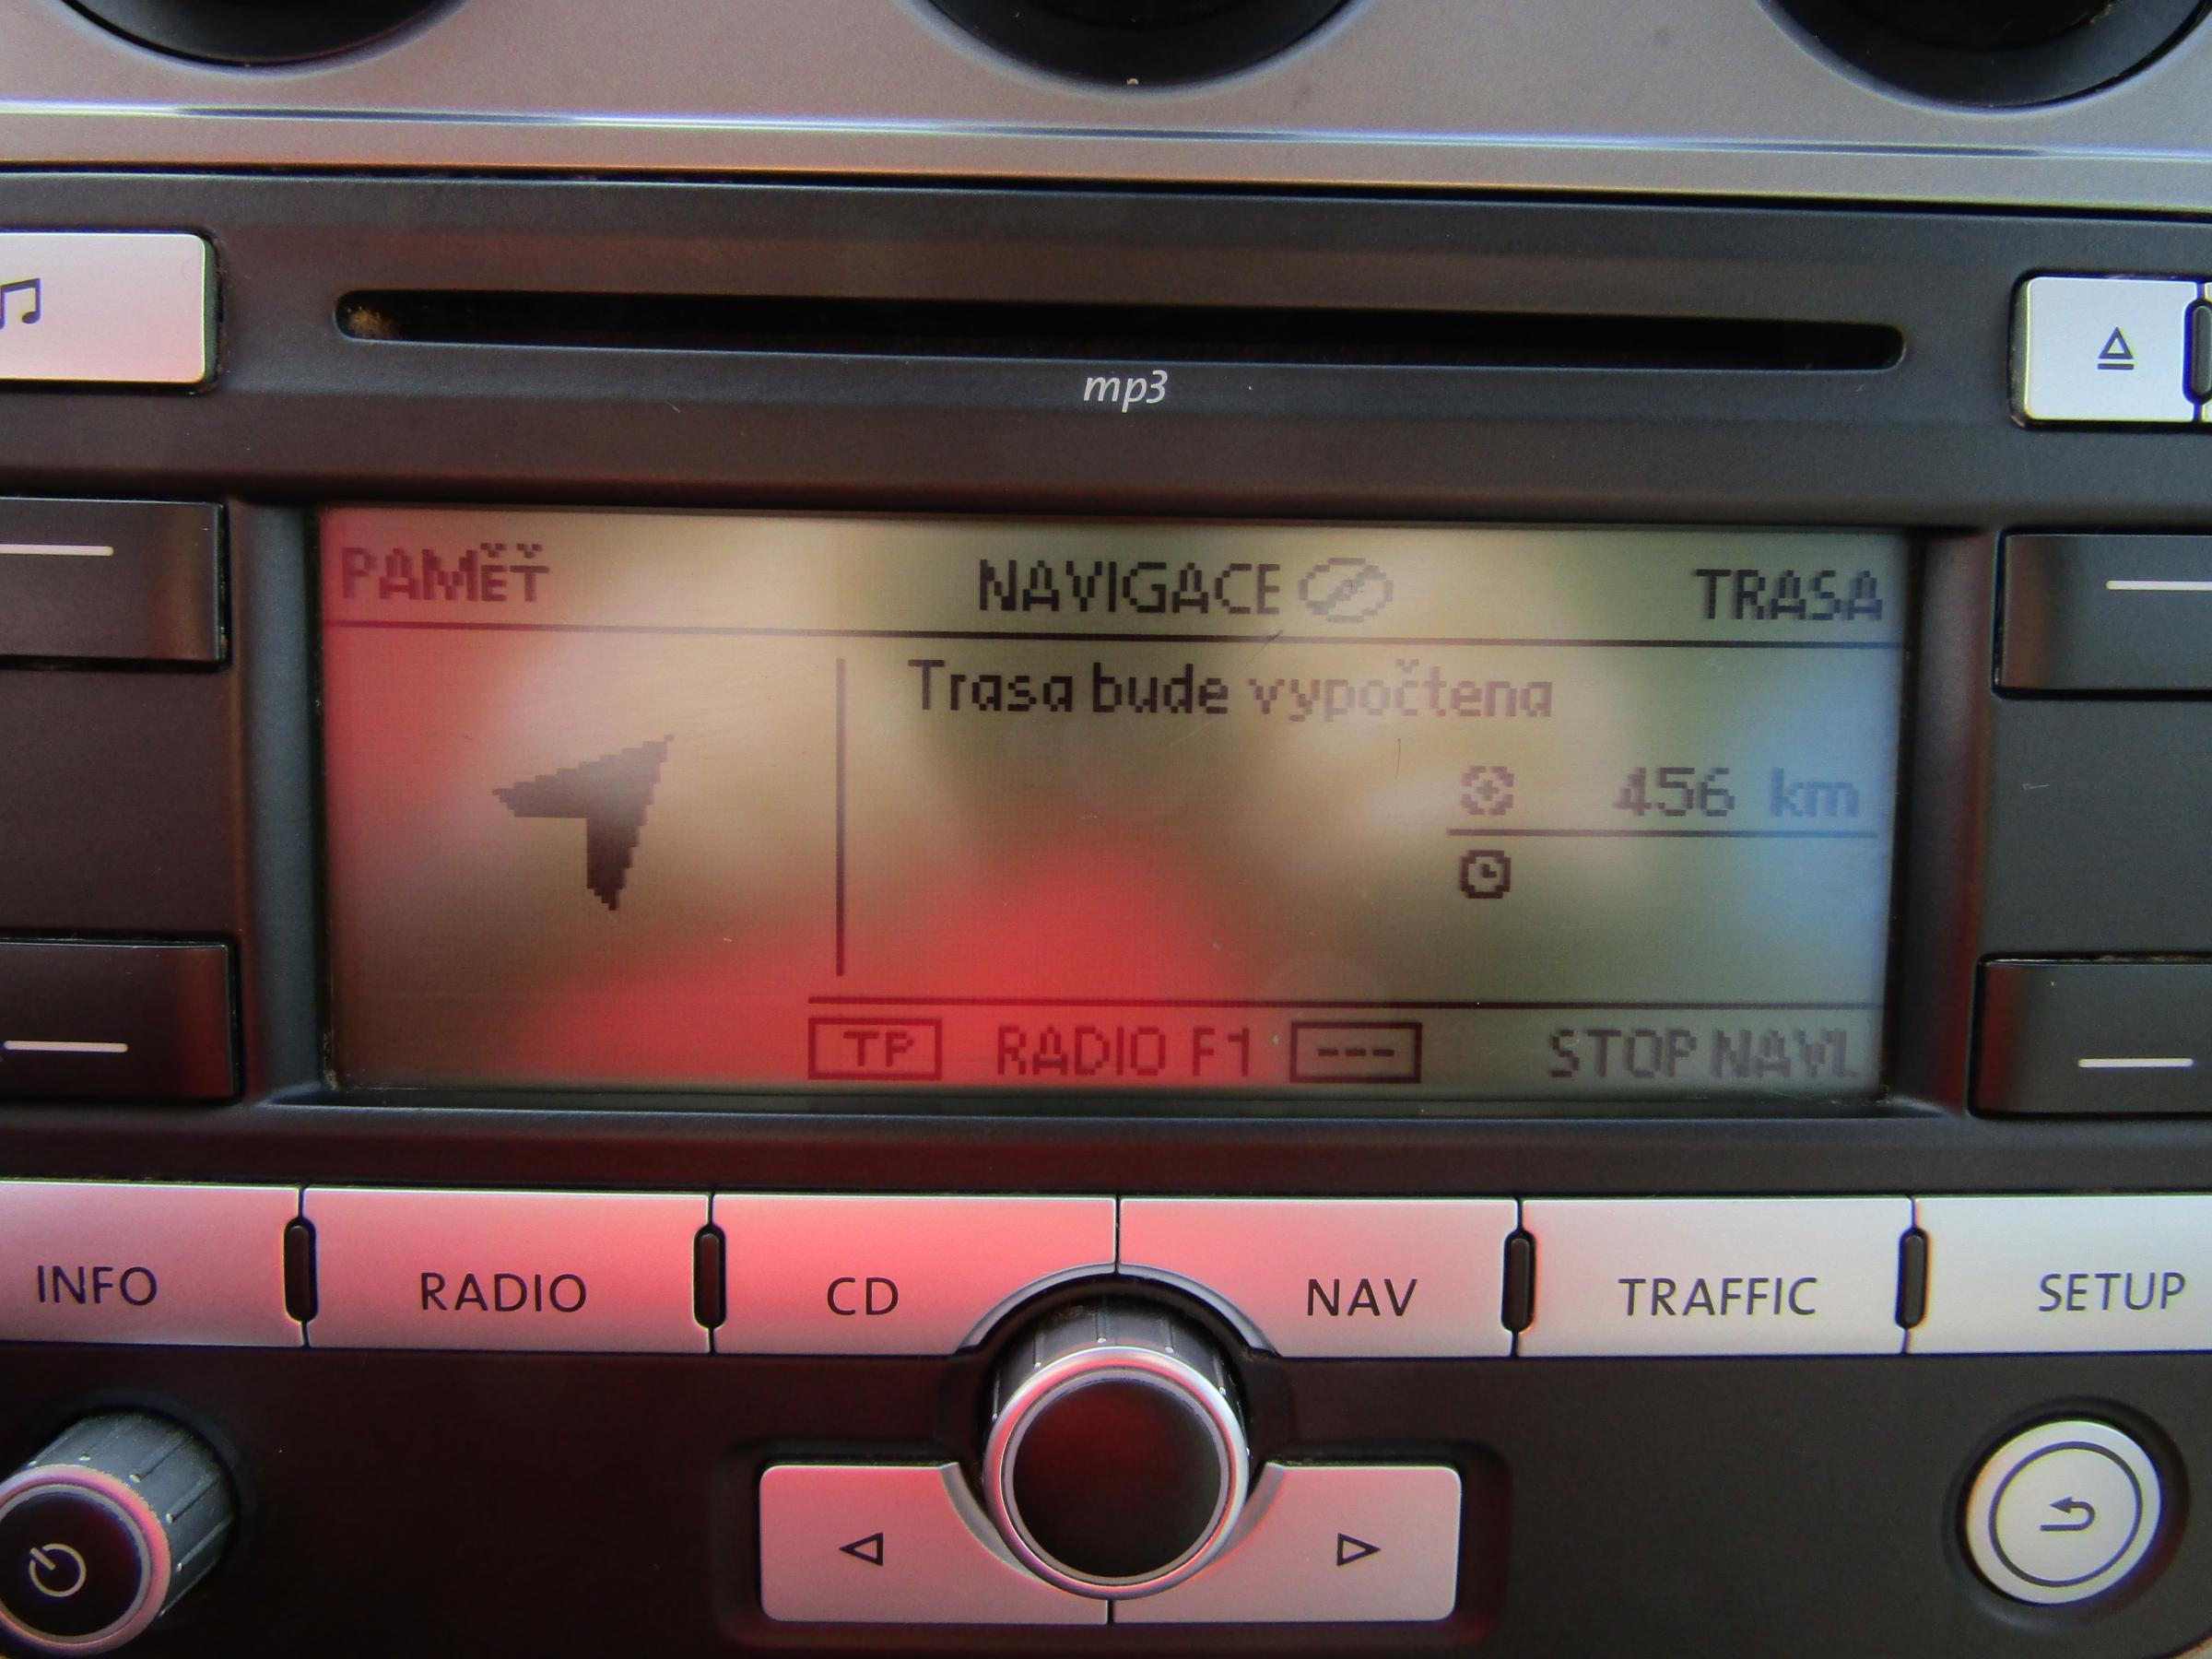 mp3
PAMĚŤ NAVIGACE TRASA
Trasa bude vypočtena
456 km
TP RADIO F1 --- STOP NAVI.
INFO RADIO CD NAV TRAFFIC SETUP